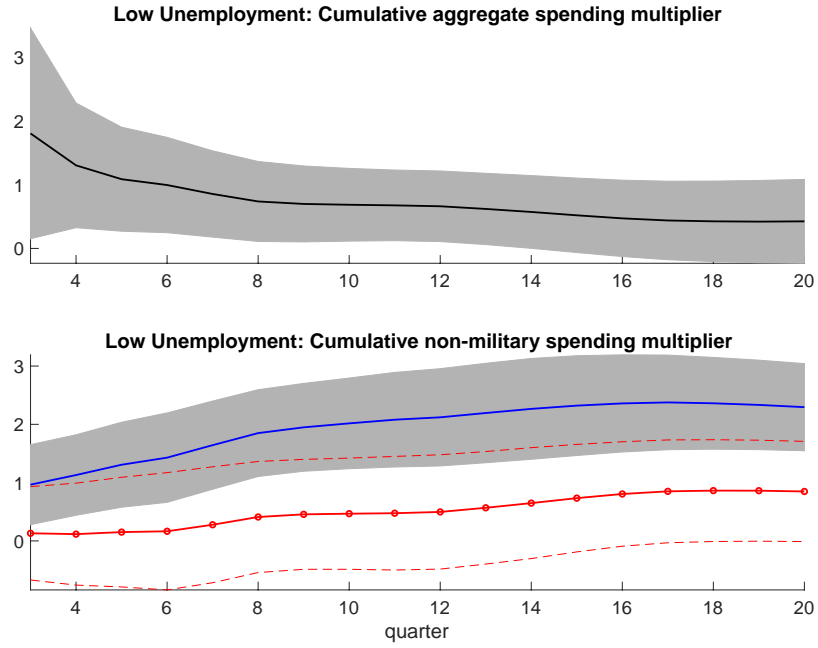 Low Unemployment: Cumulative aggregate spending multiplier
3
2
1
0
4 6 8 10 12 14 16 18 20
Low Unemployment: Cumulative non-military spending multiplier
3
2
1
0
4 6 8 10 12 14 16 18 20
quarter